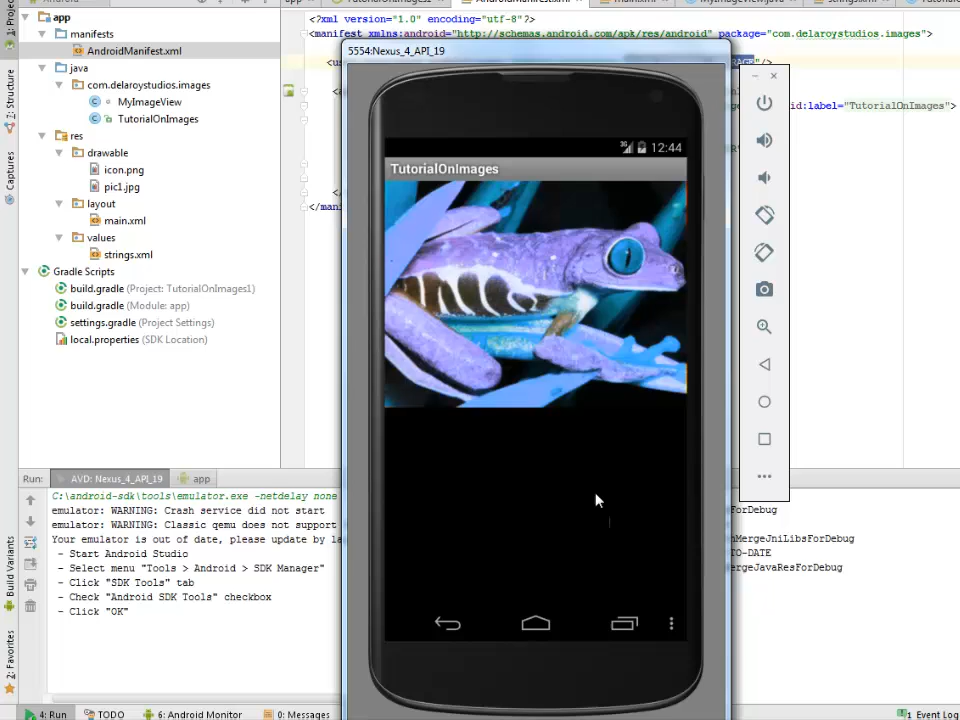 app
manifests
AndroidManifest.xml
java
com.delaroystudios.images
MyImageView
TutorialOnImages
res
drawable
icon.png
pic1.jpg
layout
main.xml
values
strings.xml
Gradle Scripts
build.gradle (Project: TutorialOnImages1)
build.gradle (Module: app)
settings.gradle (Project Settings)
local.properties (SDK Location)
1: Project
7: Structure
Captures
Build Variants
2: Favorites
<?xml version="1.0" encoding="utf-8"?>
<manifest xmlns:android="http://schemas.android.com/apk/res/android" package="com.delaroystudios.images">
"/>
id:label="TutorialOnImages">
</mani
5554:Nexus_4_API_19
3G
12:44
TutorialOnImages
Run:
AVD: Nexus_4_API_19
app
C:\android-sdk\tools\emulator.exe -netdelay none
emulator: WARNING: Crash service did not start
emulator: WARNING: Classic qemu does not support
Your emulator is out of date, please update by la
- Start Android Studio
- Select menu "Tools > Android > SDK Manager"
- Click "SDK Tools" tab
- Check "Android SDK Tools" checkbox
- Click "OK"
ForDebug
nMergeJniLibsForDebug
TO-DATE
ergeJavaResForDebug
4: Run
TODO
6: Android Monitor
0: Messages
1 Event Log